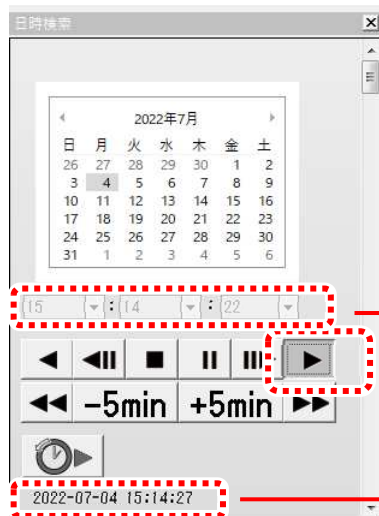 日時検索
2022年7月
日 月 火 水 木 金 土
26 27 28 29 30 1 2
3 4 5 6 7 8 9
10 11 12 13 14 15 16
17 18 19 20 21 22 23
24 25 26 27 28 29 30
31 1 2 3 4 5 6
15 : 14 : 22
-5min +5min
2022-07-04 15:14:27